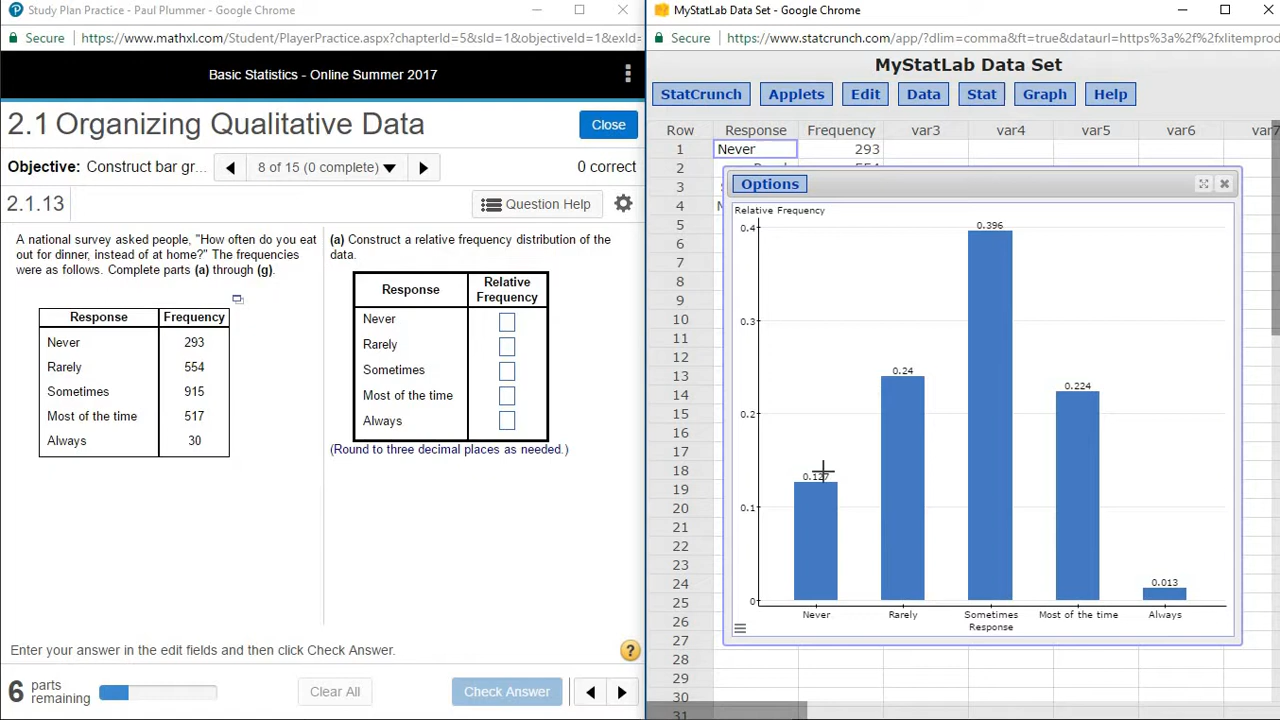 Study Plan Practice - Paul Plummer - Google Chrome
Secure
https://www.mathxl.com/Student/PlayerPractice.aspx?chapterId=5&sId=1&objectiveId=1&exId
Basic Statistics - Online Summer 2017
2.1 Organizing Qualitative Data
Close
Objective: Construct bar gr...
8 of 15 (0 complete)
0 correct
2.1.13
Question Help
A national survey asked people, "How often do you eat
out for dinner, instead of at home?" The frequencies
were as follows. Complete parts (a) through (g).
Response Frequency
Never 293
Rarely 554
Sometimes 915
Most of the time 517
Always 30
(a) Construct a relative frequency distribution of the
data.
Response Relative
Frequency
Never
Rarely
Sometimes
Most of the time
Always
(Round to three decimal places as needed.)
Enter your answer in the edit fields and then click Check Answer.
?
6 parts
remaining
Clear All
Check Answer
MyStatLab Data Set - Google Chrome
Secure
https://www.statcrunch.com/app/?dlim=comma&ft=true&dataurl=https%3a%2f%2fxlitemprod
MyStatLab Data Set
StatCrunch Applets Edit Data Stat Graph Help
Row Response Frequency var3 var4 var5 var6
1 Never 293
2
3
4
5
6
7
8
9
10
11
12
13
14
15
16
17
18
19
20
21
22
23
24
25
26
27
28
29
30
31
Options
Relative Frequency
0.4
0.3
0.2
0.1
0
0.127
0.24
0.396
0.224
0.013
Never Rarely Sometimes Most of the time Always
Response